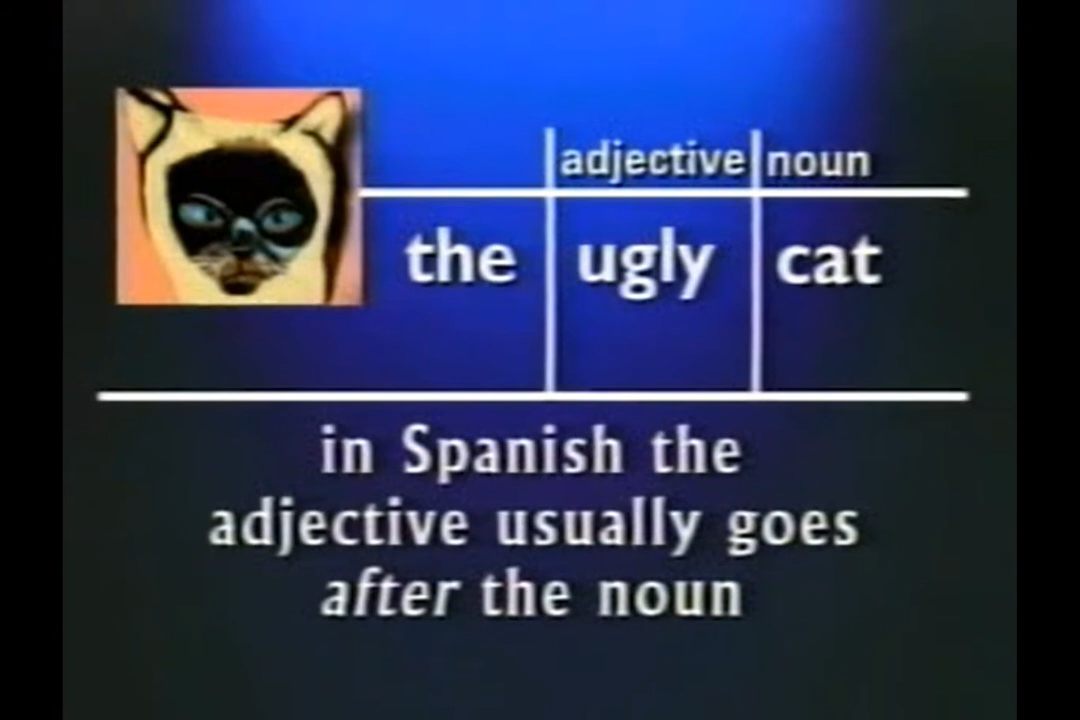 adjective noun
the ugly cat
in Spanish the
adjective usually goes
after the noun